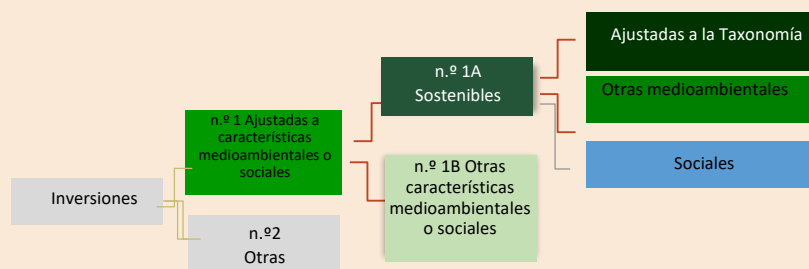 Inversiones
n.º 1 Ajustadas a
características
medioambientales o
sociales
n.º2
Otras
n.º 1A
Sostenibles
n.º 1B Otras
características
medioambientales
o sociales
Ajustadas a la Taxonomía
Otras medioambientales
Sociales